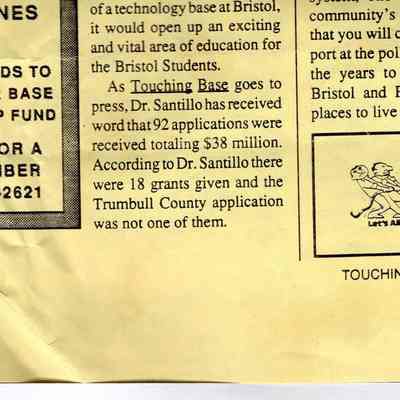 NES
DS TO
BASE
P FUND
OR A
MBER
2621
of a technology base at Bristol,
it would open up an exciting
and vital area of education for
the Bristol Students.
As Touching Base goes to
press, Dr. Santillo has received
word that 92 applications were
received totaling $38 million.
According to Dr. Santillo there
were 18 grants given and the
Trumbull County application
was not one of them.
community's
that you will c
port at the pol
the years to
Bristol and
places to live
Let's All
TOUCHIN